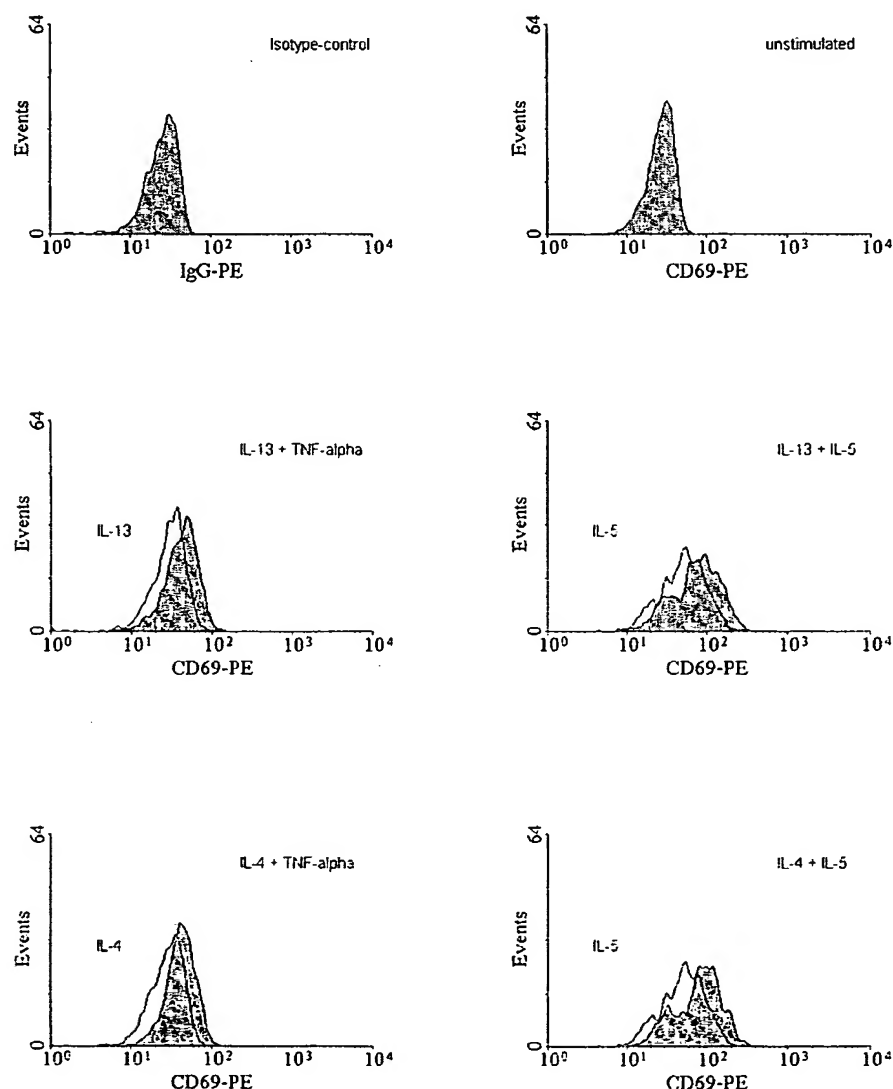 64
Isotype-control
Events
0
10⁰ 10¹ 10² 10³ 10⁴
IgG-PE
64
unstimulated
Events
0
10⁰ 10¹ 10² 10³ 10⁴
CD69-PE
64
IL-13 + TNF-alpha
IL-13
Events
0
10⁰ 10¹ 10² 10³ 10⁴
CD69-PE
64
IL-13 + IL-5
IL-5
Events
0
10⁰ 10¹ 10² 10³ 10⁴
CD69-PE
64
IL-4 + TNF-alpha
IL-4
Events
0
10⁰ 10¹ 10² 10³ 10⁴
CD69-PE
64
IL-4 + IL-5
IL-5
Events
0
10⁰ 10¹ 10² 10³ 10⁴
CD69-PE